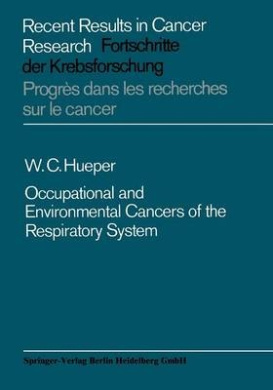 Recent Results in Cancer
Research Fortschritte
der Krebsforschung
Progrès dans les recherches
sur le cancer
W. C. Hueper
Occupational and
Environmental Cancers of the
Respiratory System
Springer-Verlag Berlin Heidelberg GmbH